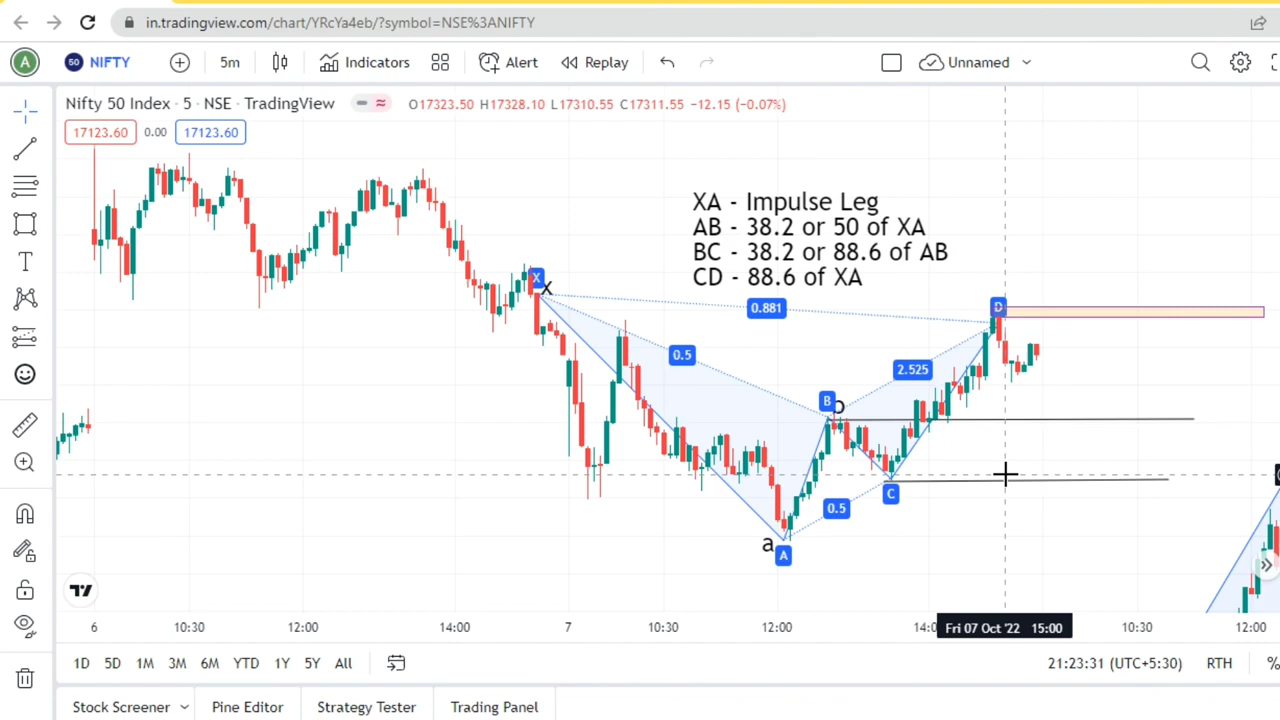 in.tradingview.com/chart/YRcYa4eb/?symbol=NSE%3ANIFTY
A 50 NIFTY 5m Indicators Alert Replay Unnamed
Nifty 50 Index · 5 · NSE · TradingView O17323.50 H17328.10 L17310.55 C17311.55 −12.15 (−0.07%)
17123.60 0.00 17123.60
XA - Impulse Leg
AB - 38.2 or 50 of XA
BC - 38.2 or 88.6 of AB
CD - 88.6 of XA
X
x
0.881
D
0.5
2.525
B
b
C
0.5
a
A
6 10:30 12:00 14:00 7 10:30 12:00 14:0 Fri 07 Oct '22 15:00 10:30 12:00
1D 5D 1M 3M 6M YTD 1Y 5Y All 21:23:31 (UTC+5:30) RTH %
Stock Screener Pine Editor Strategy Tester Trading Panel